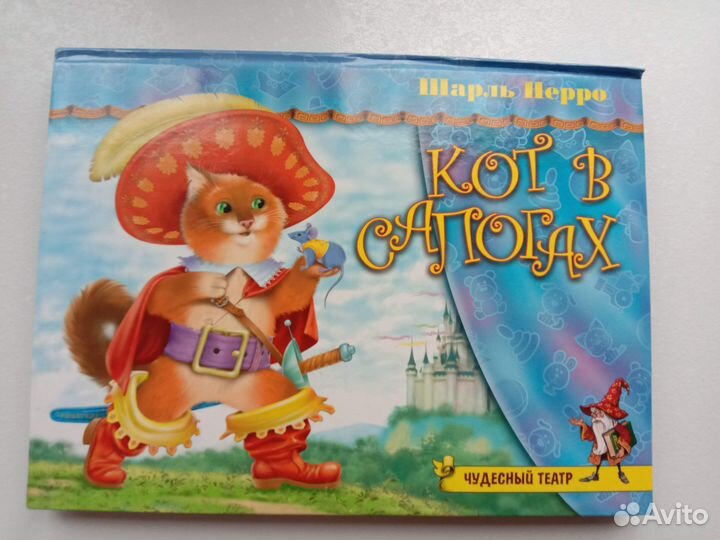 Шарль Перро
КОТ В
САПОГАХ
ЧУДЕСНЫЙ ТЕАТР
Avito